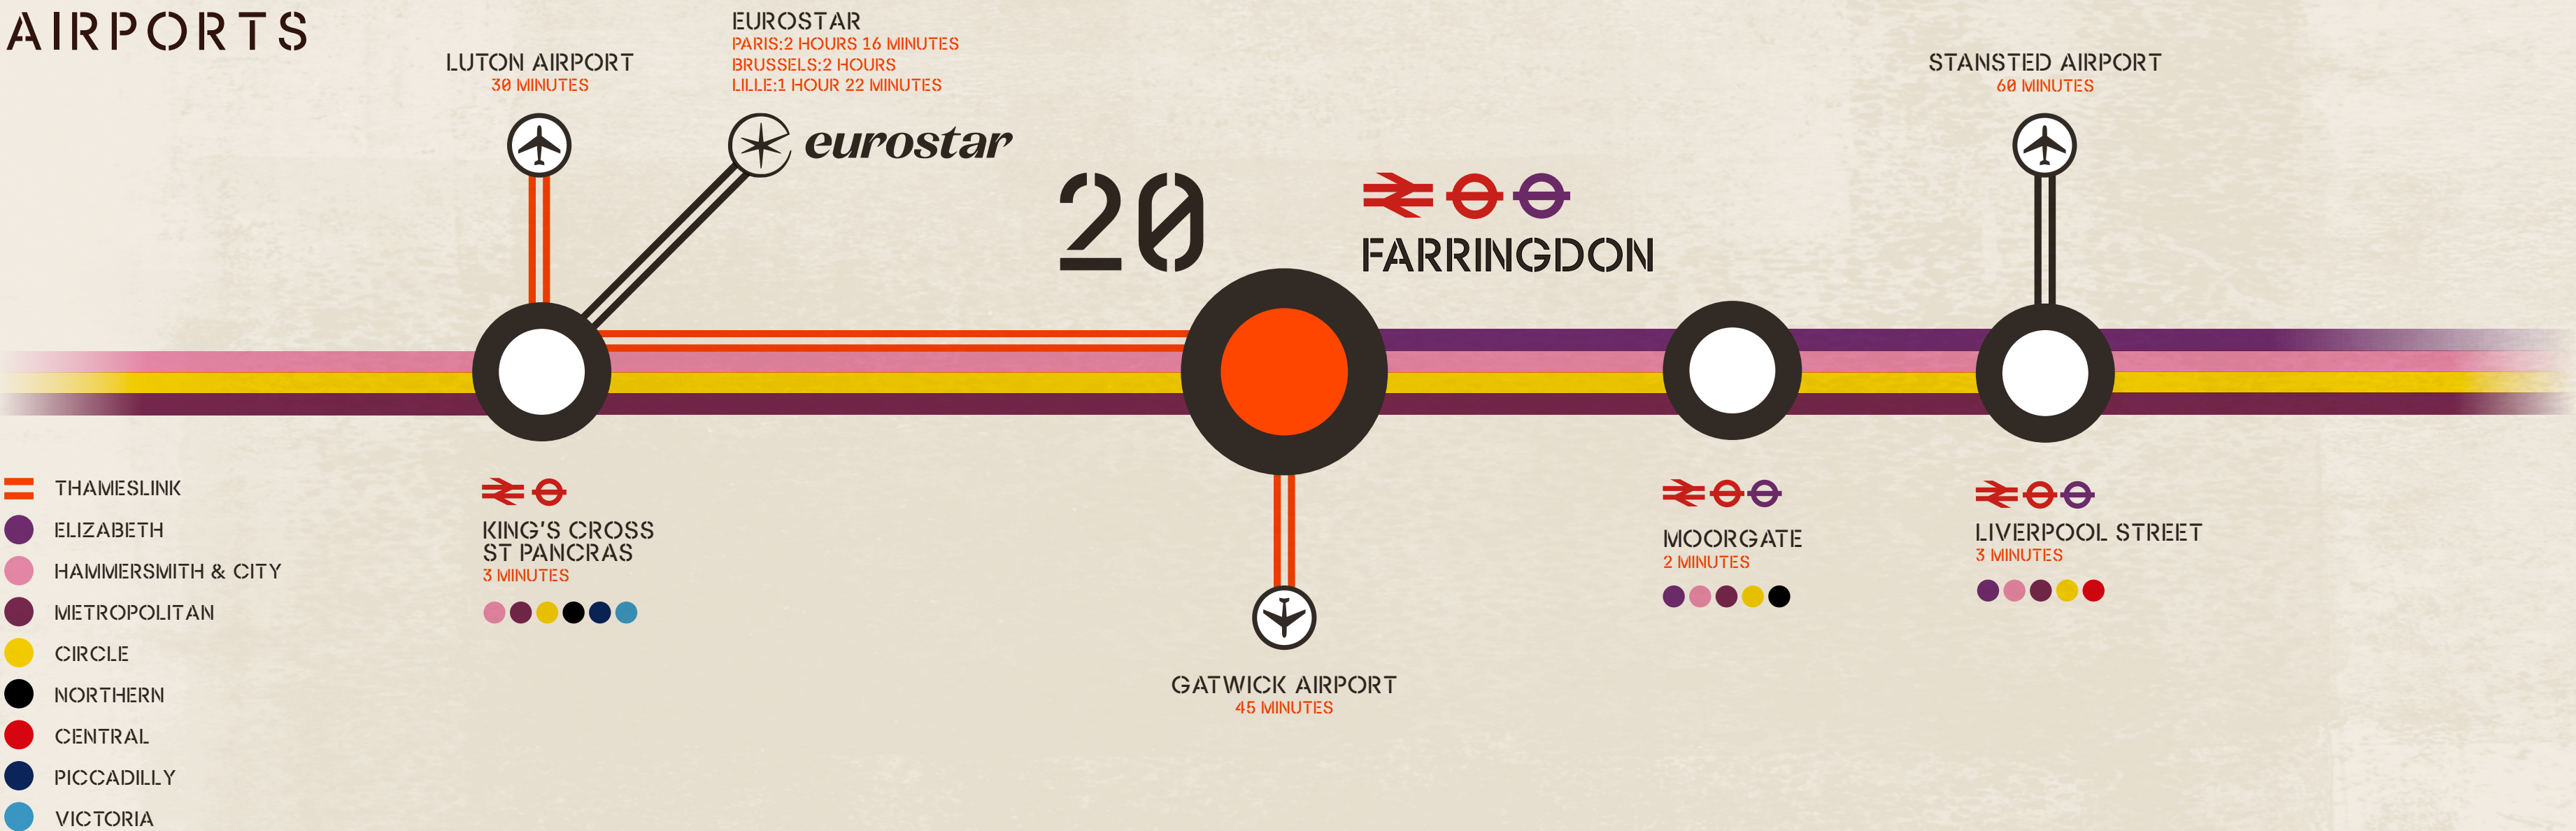 AIRPORTS
LUTON AIRPORT
30 MINUTES
EUROSTAR
PARIS:2 HOURS 16 MINUTES
BRUSSELS:2 HOURS
LILLE:1 HOUR 22 MINUTES
eurostar
STANSTED AIRPORT
60 MINUTES
20
FARRINGDON
THAMESLINK
ELIZABETH
HAMMERSMITH & CITY
METROPOLITAN
CIRCLE
NORTHERN
CENTRAL
PICCADILLY
VICTORIA
KING'S CROSS
ST PANCRAS
3 MINUTES
GATWICK AIRPORT
45 MINUTES
MOORGATE
2 MINUTES
LIVERPOOL STREET
3 MINUTES